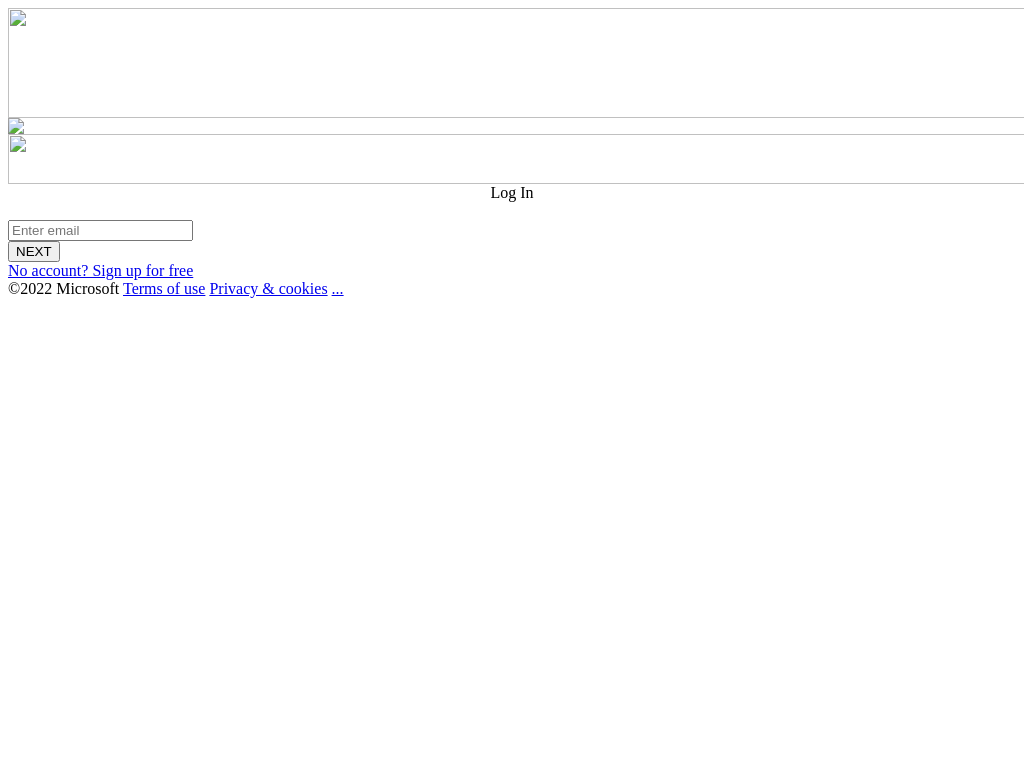 Log In
Enter email
NEXT
No account? Sign up for free
©2022 Microsoft Terms of use Privacy & cookies ...